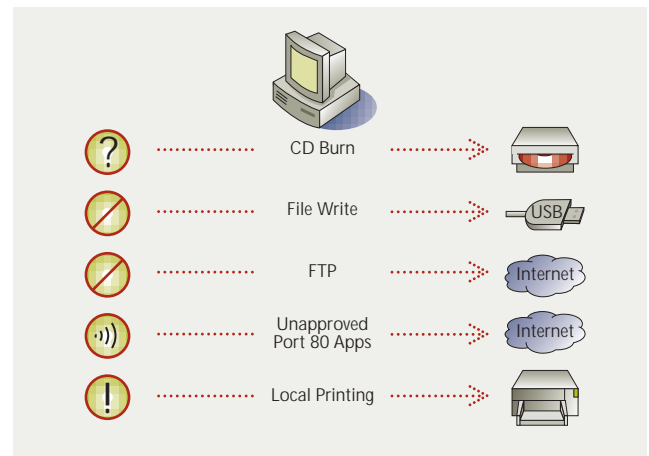 ?
CD Burn
File Write
USB
FTP
Internet
Unapproved
Port 80 Apps
Internet
!
Local Printing